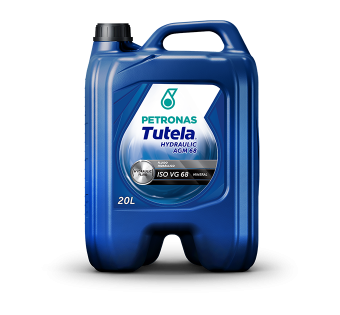 PETRONAS
Tutela
HYDRAULIC
AGM 68
ISO VG 68
MINERAL
20L